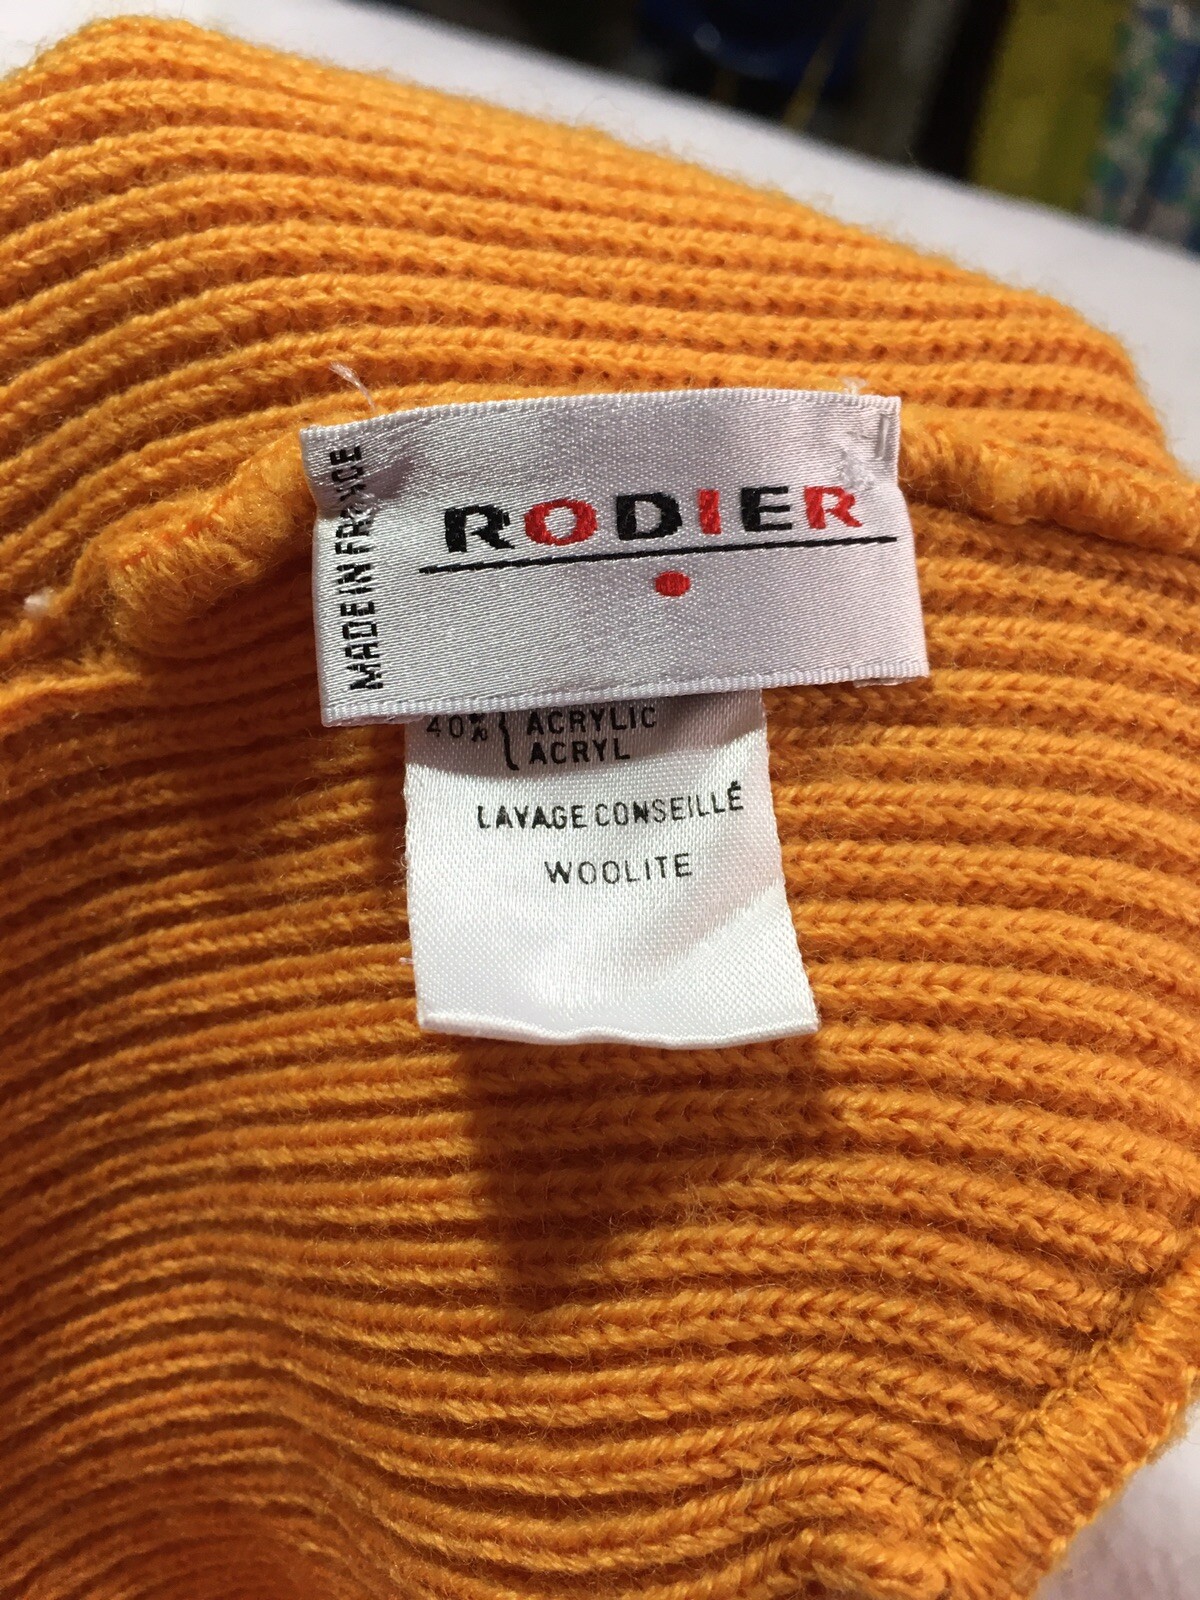 RODIER
MADE IN FRANCE
40% { ACRYLIC
ACRYL
LAVAGE CONSEILLÉ
WOOLITE